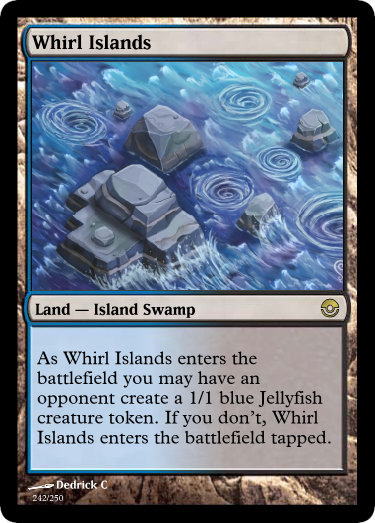 Whirl Islands
Land — Island Swamp
As Whirl Islands enters the
battlefield you may have an
opponent create a 1/1 blue Jellyfish
creature token. If you don't, Whirl
Islands enters the battlefield tapped.
Dedrick C
242/250